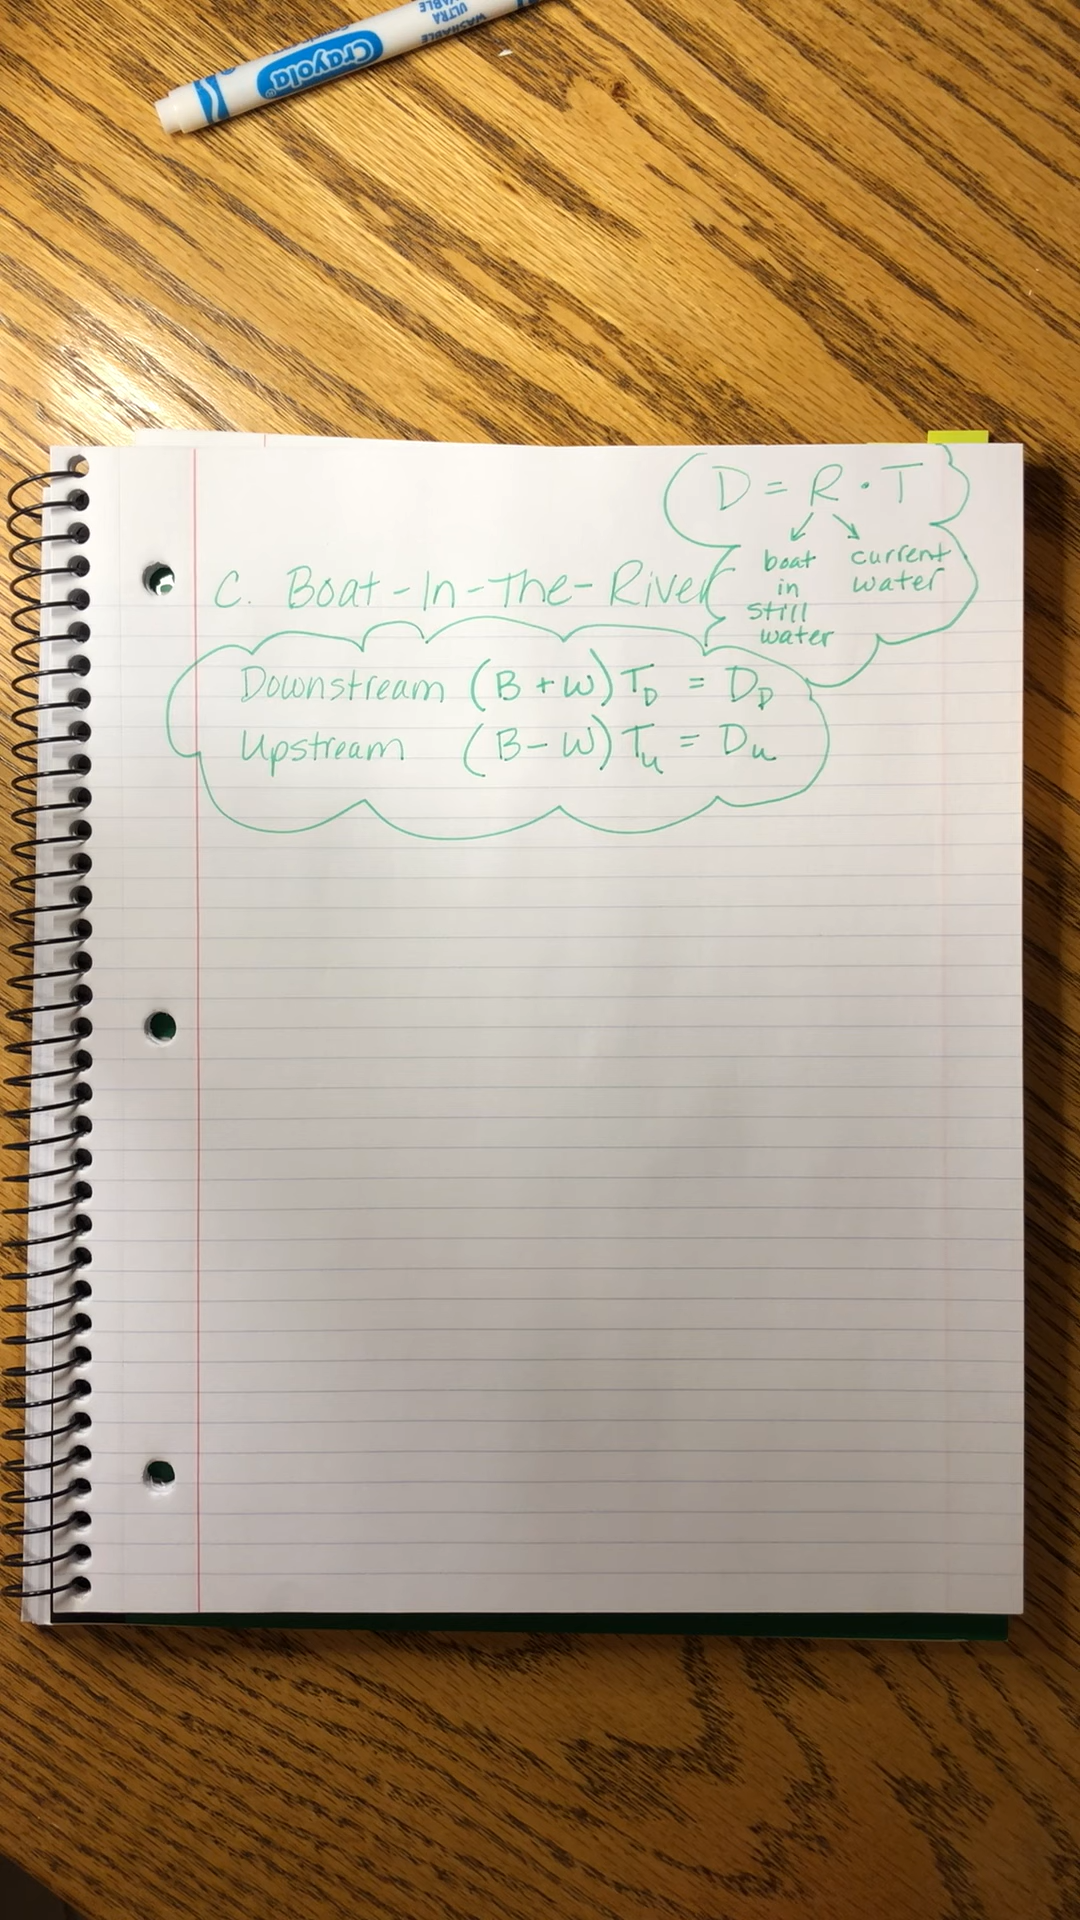 Crayola
ULTRA
WASHABLE
D = R · T
boat
in
still
water
current
water
C. Boat-In-The-River
Downstream (B + W) T_D = D_D
Upstream (B - W) T_u = D_u